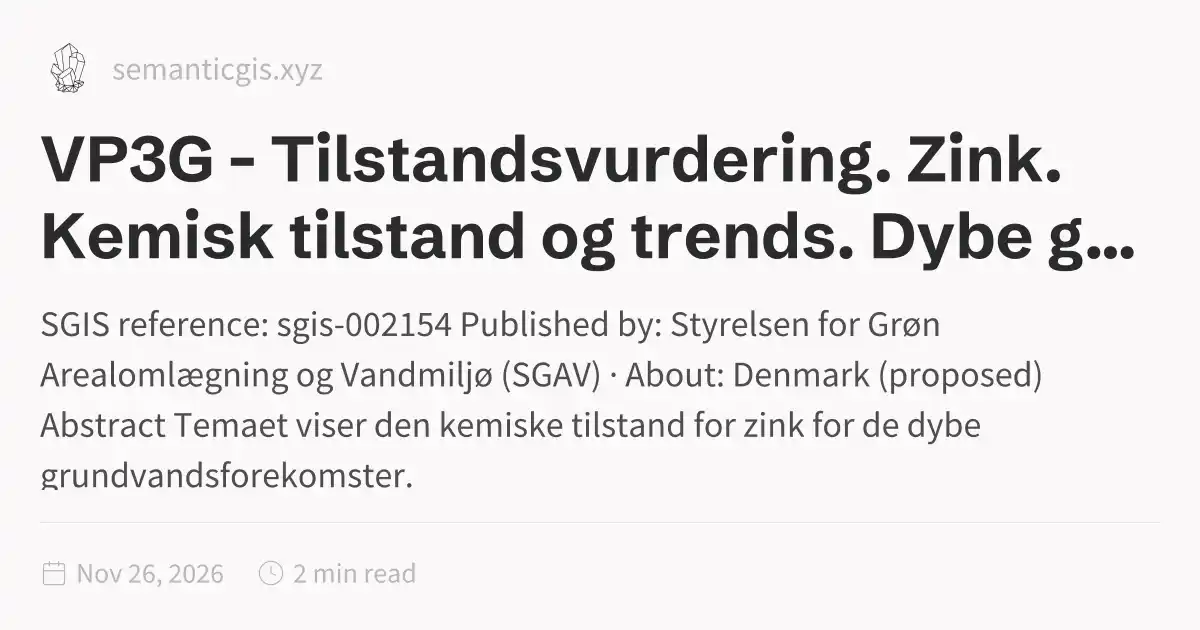 semanticgis.xyz
VP3G - Tilstandsvurdering. Zink.
Kemisk tilstand og trends. Dybe g...
SGIS reference: sgis-002154 Published by: Styrelsen for Grøn
Arealomlægning og Vandmiljø (SGAV) · About: Denmark (proposed)
Abstract Temaet viser den kemiske tilstand for zink for de dybe
grundvandsforekomster.
Nov 26, 2026
2 min read